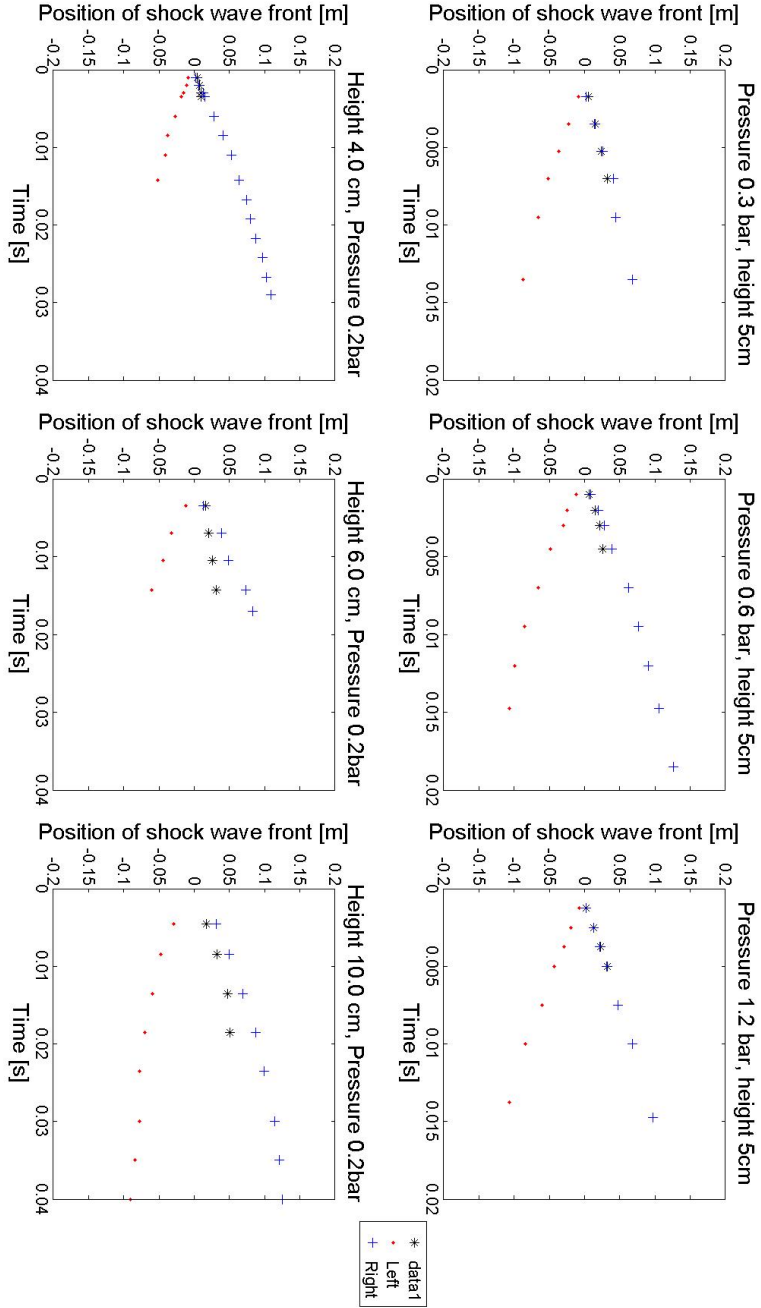 Pressure 0.3 bar, height 5cm
Position of shock wave front [m]
0.2
0.15
0.1
0.05
0
-0.05
-0.1
-0.15
-0.2
0 0.005 0.01 0.015 0.02
Time [s]
Pressure 0.6 bar, height 5cm
Position of shock wave front [m]
0.2
0.15
0.1
0.05
0
-0.05
-0.1
-0.15
-0.2
0 0.005 0.01 0.015 0.02
Time [s]
Pressure 1.2 bar, height 5cm
Position of shock wave front [m]
0.2
0.15
0.1
0.05
0
-0.05
-0.1
-0.15
-0.2
0 0.005 0.01 0.015 0.02
Time [s]
data1
Left
Right
Height 4.0 cm, Pressure 0.2bar
Position of shock wave front [m]
0.2
0.15
0.1
0.05
0
-0.05
-0.1
-0.15
-0.2
0 0.01 0.02 0.03 0.04
Time [s]
Height 6.0 cm, Pressure 0.2bar
Position of shock wave front [m]
0.2
0.15
0.1
0.05
0
-0.05
-0.1
-0.15
-0.2
0 0.01 0.02 0.03 0.04
Time [s]
Height 10.0 cm, Pressure 0.2bar
Position of shock wave front [m]
0.2
0.15
0.1
0.05
0
-0.05
-0.1
-0.15
-0.2
0 0.01 0.02 0.03 0.04
Time [s]